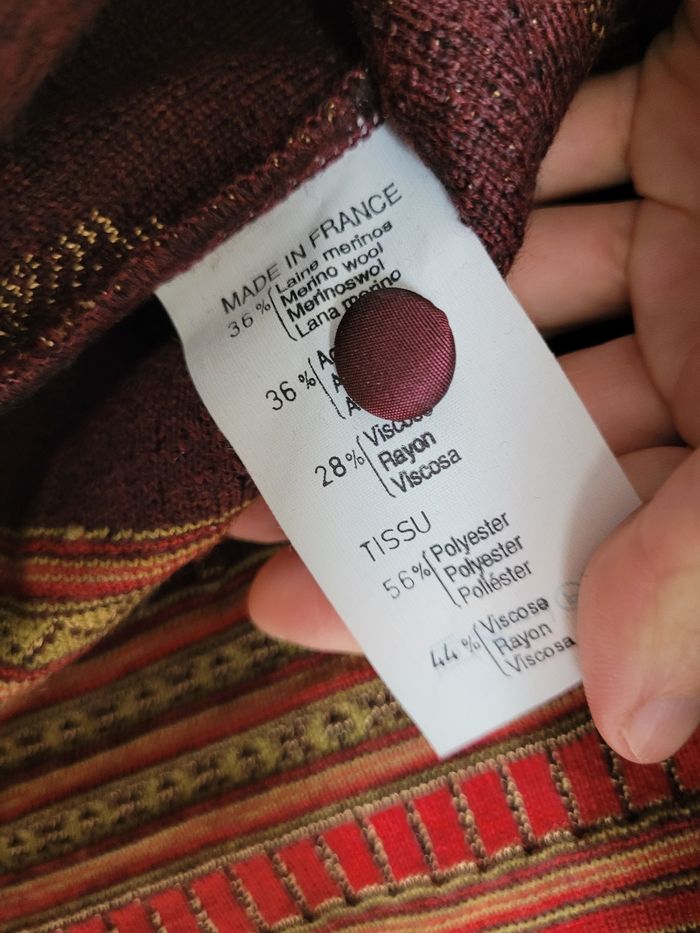 MADE IN FRANCE
36% Laine merinos
Merino wool
Merinoswol
Lana merino
36%
28% Viscose
Rayon
Viscosa
TISSU
56% Polyester
Polyester
Poliéster
44% Viscose
Rayon
Viscosa